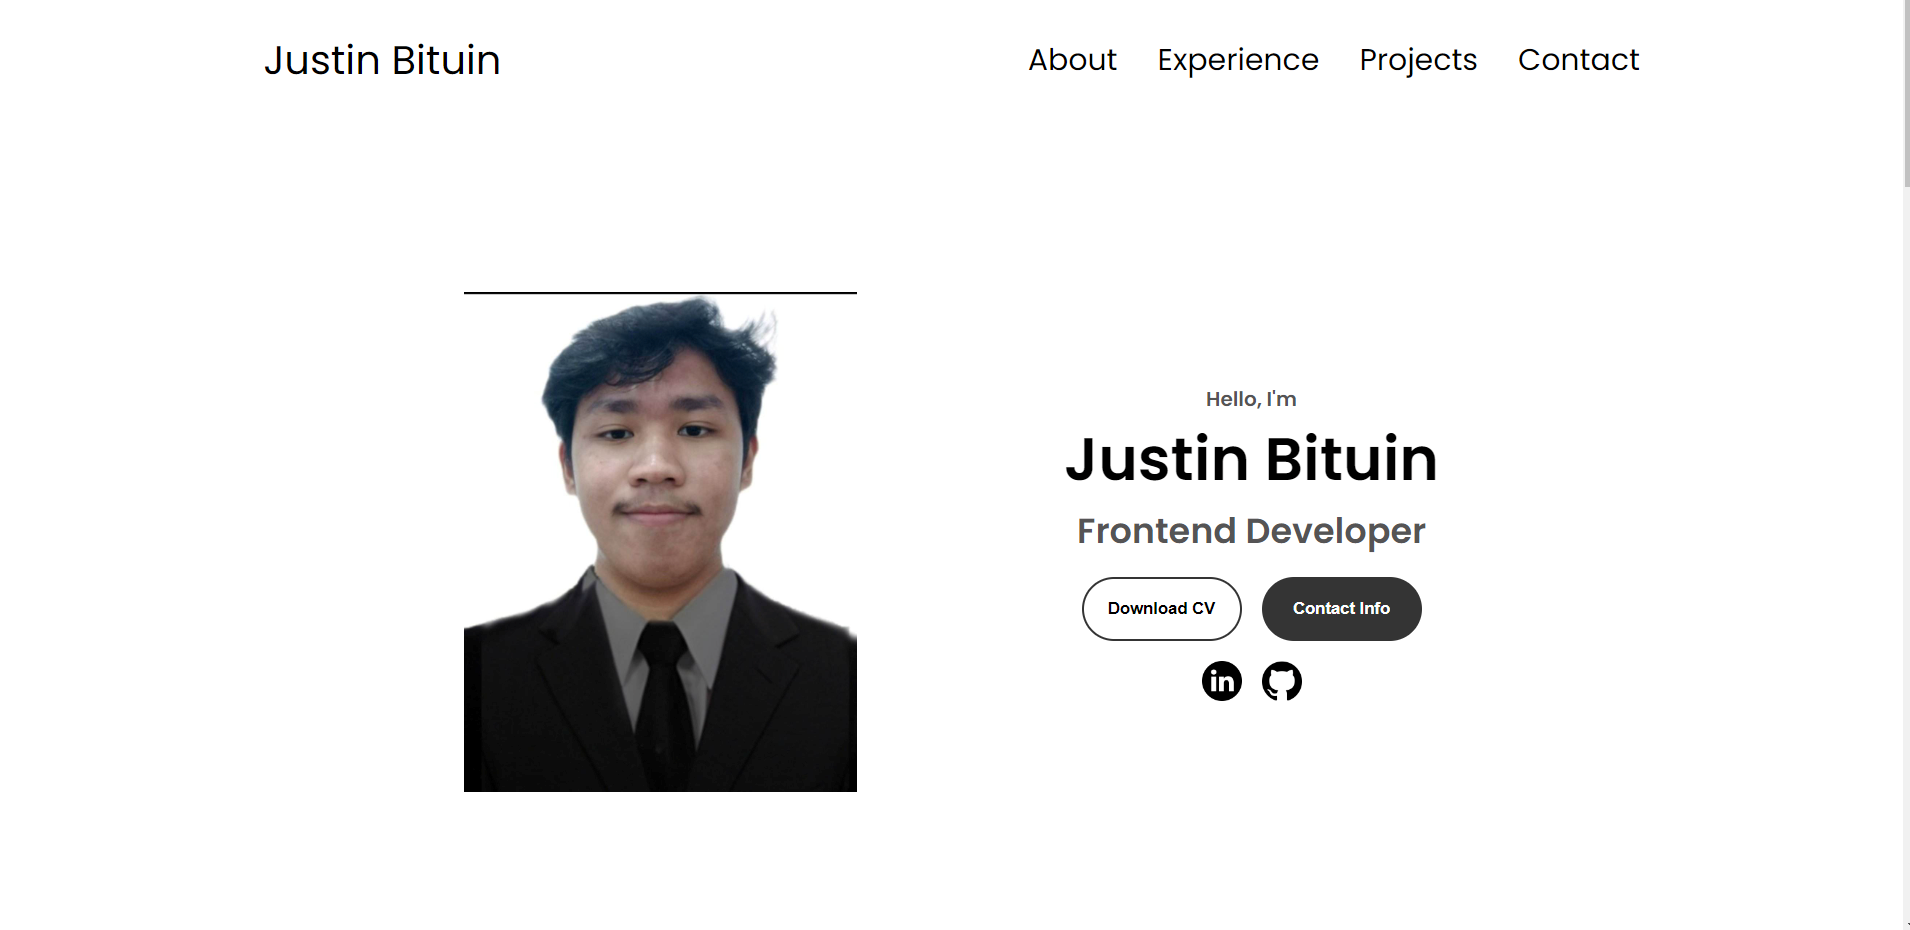 Justin Bituin
About Experience Projects Contact
Hello, I'm
Justin Bituin
Frontend Developer
Download CV Contact Info
in